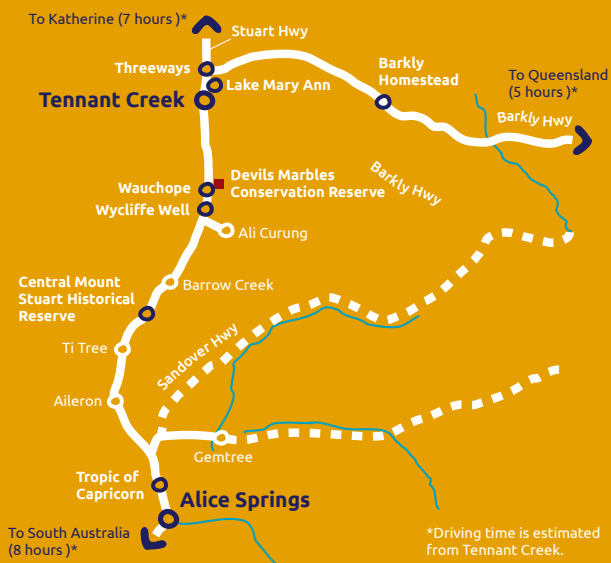 To Katherine (7 hours )*
Stuart Hwy
Threeways
Lake Mary Ann
Tennant Creek
Barkly
Homestead
To Queensland
(5 hours )*
Barkly Hwy
Barkly Hwy
Wauchope
Devils Marbles
Conservation Reserve
Wycliffe Well
Ali Curung
Central Mount
Stuart Historical
Reserve
Barrow Creek
Ti Tree
Sandover Hwy
Aileron
Gemtree
Tropic of
Capricorn
Alice Springs
To South Australia
(8 hours )*
*Driving time is estimated
from Tennant Creek.